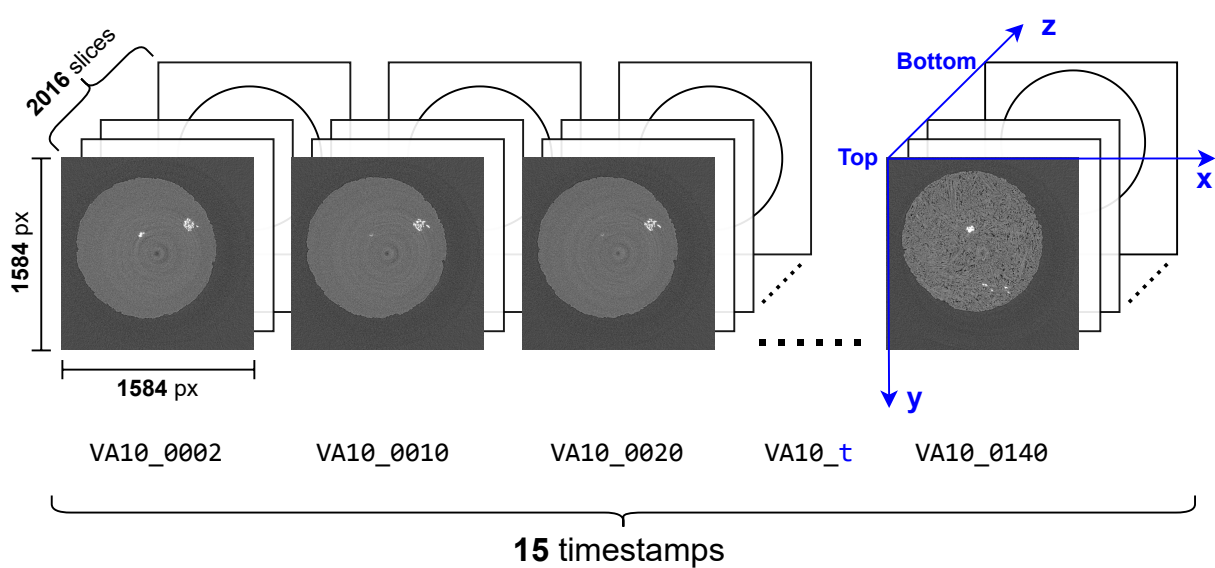 2016 slices
z
Bottom
Top
x
1584 px
1584 px
y
VA10_0002 VA10_0010 VA10_0020 VA10_t VA10_0140
15 timestamps